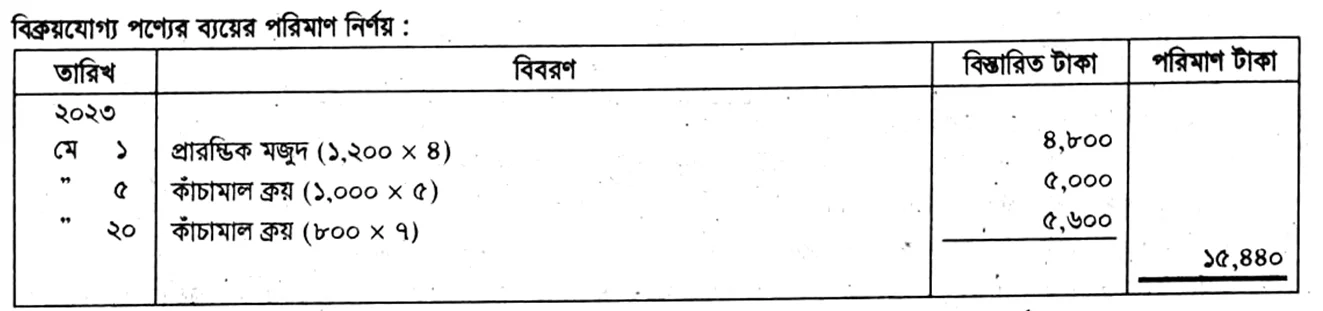 বিক্রয়যোগ্য পণ্যের ব্যয়ের পরিমাণ নির্ণয় :
তারিখ বিবরণ বিস্তারিত টাকা পরিমাণ টাকা
২০২৩
মে ১ প্রারম্ভিক মজুদ (১,২০০ × ৪) ৪,৮০০
" ৫ কাঁচামাল ক্রয় (১,০০০ × ৫) ৫,০০০
" ২০ কাঁচামাল ক্রয় (৮০০ × ৭) ৫,৬০০
১৫,৪৪০